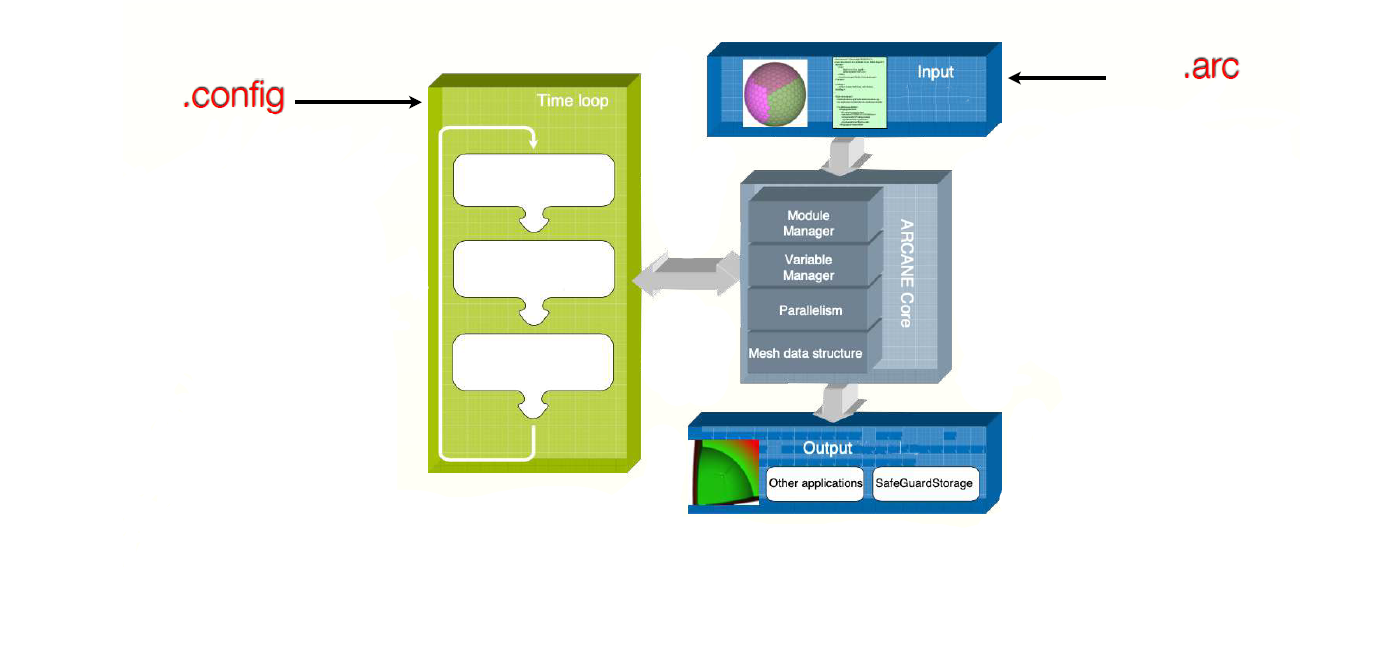 .config
Time loop
Input
.arc
Module
Manager
Variable
Manager
Parallelism
Mesh data structure
ARCANE Core
Output
Other applications
SafeGuardStorage